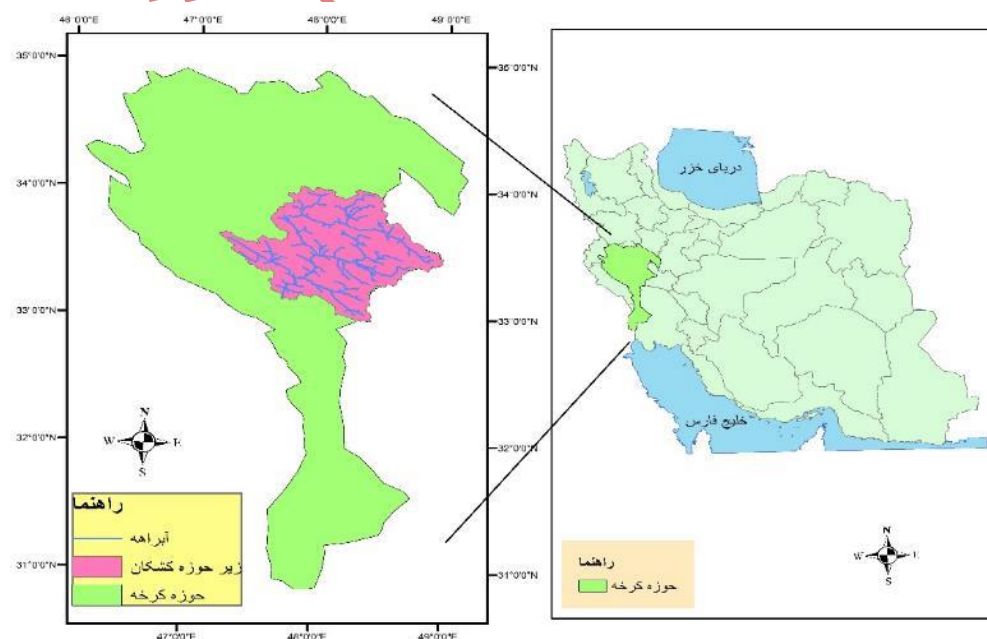 46°0'0"E 47°0'0"E 48°0'0"E 49°0'0"E
35°0'0"N
34°0'0"N
33°0'0"N
32°0'0"N
31°0'0"N
35°0'0"N
34°0'0"N
33°0'0"N
32°0'0"N
31°0'0"N
47°0'0"E 48°0'0"E 49°0'0"E
N
W E
S
راهنما
آبراهه
زیر حوزه کشکان
حوزه کرخه
دریای خزر
خلیج فارس
N
W E
S
راهنما
حوزه کرخه